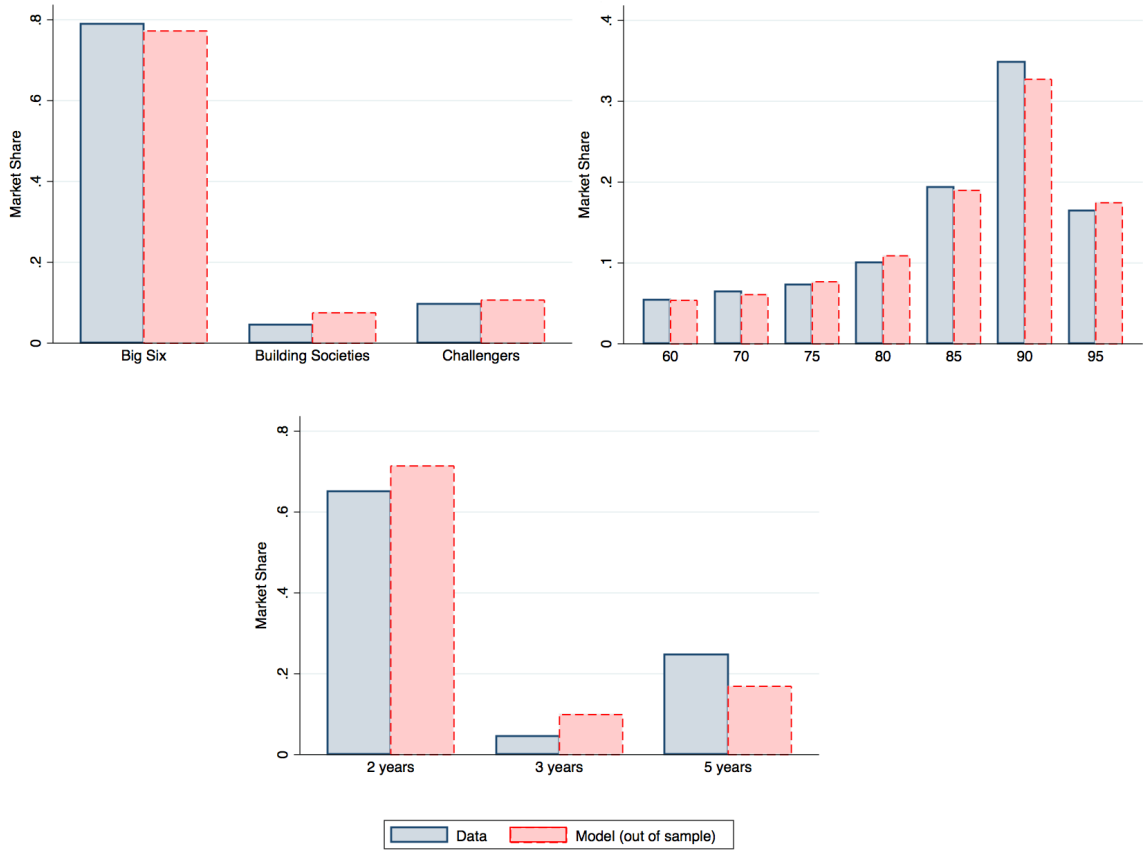 Market Share
0 .2 .4 .6 .8
Big Six Building Societies Challengers
Market Share
0 .1 .2 .3 .4
60 70 75 80 85 90 95
Market Share
0 .2 .4 .6 .8
2 years 3 years 5 years
Data Model (out of sample)